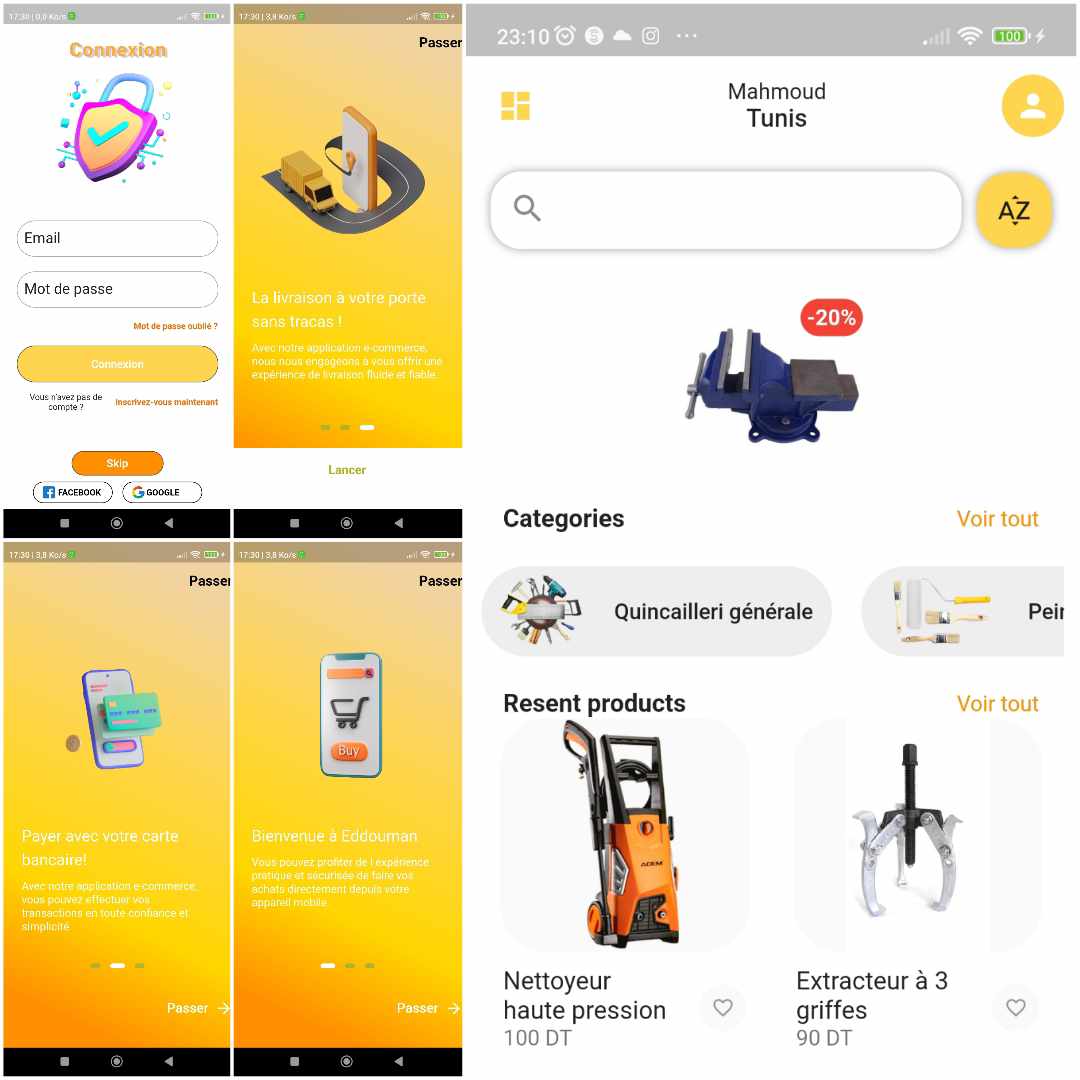 17:30 | 0,0 Ko/s
Connexion
Email
Mot de passe
Mot de passe oublié ?
Connexion
Vous n'avez pas de
compte ?
Inscrivez-vous maintenant
Skip
FACEBOOK
GOOGLE
17:30 | 3,8 Ko/s
Passer
La livraison à votre porte
sans tracas !
Avec notre application e-commerce,
nous nous engageons à vous offrir une
expérience de livraison fluide et fiable.
Lancer
17:30 | 3,8 Ko/s
Passer
Payer avec votre carte
bancaire!
Avec notre application e-commerce,
vous pouvez effectuer vos
transactions en toute confiance et
simplicité
Passer
17:30 | 3,8 Ko/s
Passer
Buy
Bienvenue à Eddouman
Vous pouvez profiter de l expérience
pratique et sécurisée de faire vos
achats directement depuis votre
appareil mobile.
Passer
23:10
100
Mahmoud
Tunis
AZ
-20%
Categories
Voir tout
Quincailleri générale
Pein
Resent products
Voir tout
ADEM
Nettoyeur
haute pression
100 DT
Extracteur à 3
griffes
90 DT